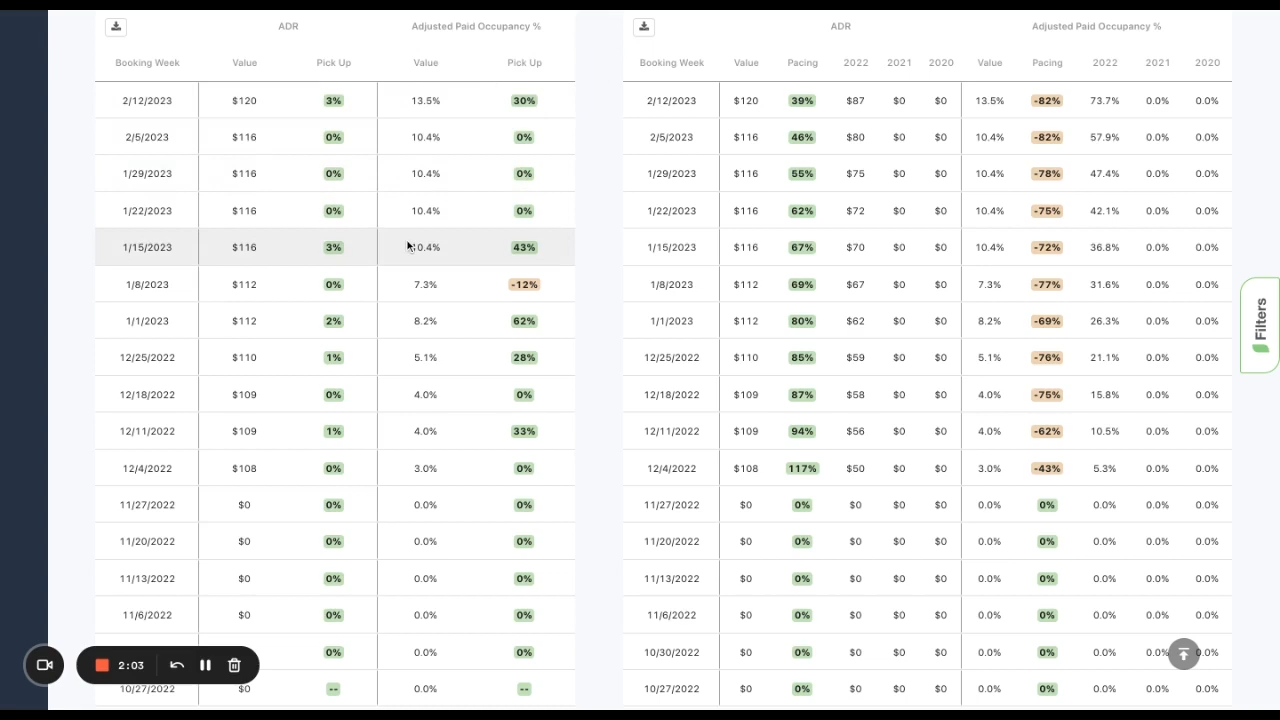 ADR Adjusted Paid Occupancy %
Booking Week Value Pick Up Value Pick Up
2/12/2023 $120 3% 13.5% 30%
2/5/2023 $116 0% 10.4% 0%
1/29/2023 $116 0% 10.4% 0%
1/22/2023 $116 0% 10.4% 0%
1/15/2023 $116 3% 0.4% 43%
1/8/2023 $112 0% 7.3% -12%
1/1/2023 $112 2% 8.2% 62%
12/25/2022 $110 1% 5.1% 28%
12/18/2022 $109 0% 4.0% 0%
12/11/2022 $109 1% 4.0% 33%
12/4/2022 $108 0% 3.0% 0%
11/27/2022 $0 0% 0.0% 0%
11/20/2022 $0 0% 0.0% 0%
11/13/2022 $0 0% 0.0% 0%
11/6/2022 $0 0% 0.0% 0%
0% 0.0% 0%
10/27/2022 $0 -- 0.0% --
ADR Adjusted Paid Occupancy %
Booking Week Value Pacing 2022 2021 2020 Value Pacing 2022 2021 2020
2/12/2023 $120 39% $87 $0 $0 13.5% -82% 73.7% 0.0% 0.0%
2/5/2023 $116 46% $80 $0 $0 10.4% -82% 57.9% 0.0% 0.0%
1/29/2023 $116 55% $75 $0 $0 10.4% -78% 47.4% 0.0% 0.0%
1/22/2023 $116 62% $72 $0 $0 10.4% -75% 42.1% 0.0% 0.0%
1/15/2023 $116 67% $70 $0 $0 10.4% -72% 36.8% 0.0% 0.0%
1/8/2023 $112 69% $67 $0 $0 7.3% -77% 31.6% 0.0% 0.0%
1/1/2023 $112 80% $62 $0 $0 8.2% -69% 26.3% 0.0% 0.0%
12/25/2022 $110 85% $59 $0 $0 5.1% -76% 21.1% 0.0% 0.0%
12/18/2022 $109 87% $58 $0 $0 4.0% -75% 15.8% 0.0% 0.0%
12/11/2022 $109 94% $56 $0 $0 4.0% -62% 10.5% 0.0% 0.0%
12/4/2022 $108 117% $50 $0 $0 3.0% -43% 5.3% 0.0% 0.0%
11/27/2022 $0 0% $0 $0 $0 0.0% 0% 0.0% 0.0% 0.0%
11/20/2022 $0 0% $0 $0 $0 0.0% 0% 0.0% 0.0% 0.0%
11/13/2022 $0 0% $0 $0 $0 0.0% 0% 0.0% 0.0% 0.0%
11/6/2022 $0 0% $0 $0 $0 0.0% 0% 0.0% 0.0% 0.0%
10/30/2022 $0 0% $0 $0 $0 0.0% 0% 0.0% 0.0% 0.0%
10/27/2022 $0 0% $0 $0 $0 0.0% 0% 0.0% 0.0% 0.0%
Filters
2:03